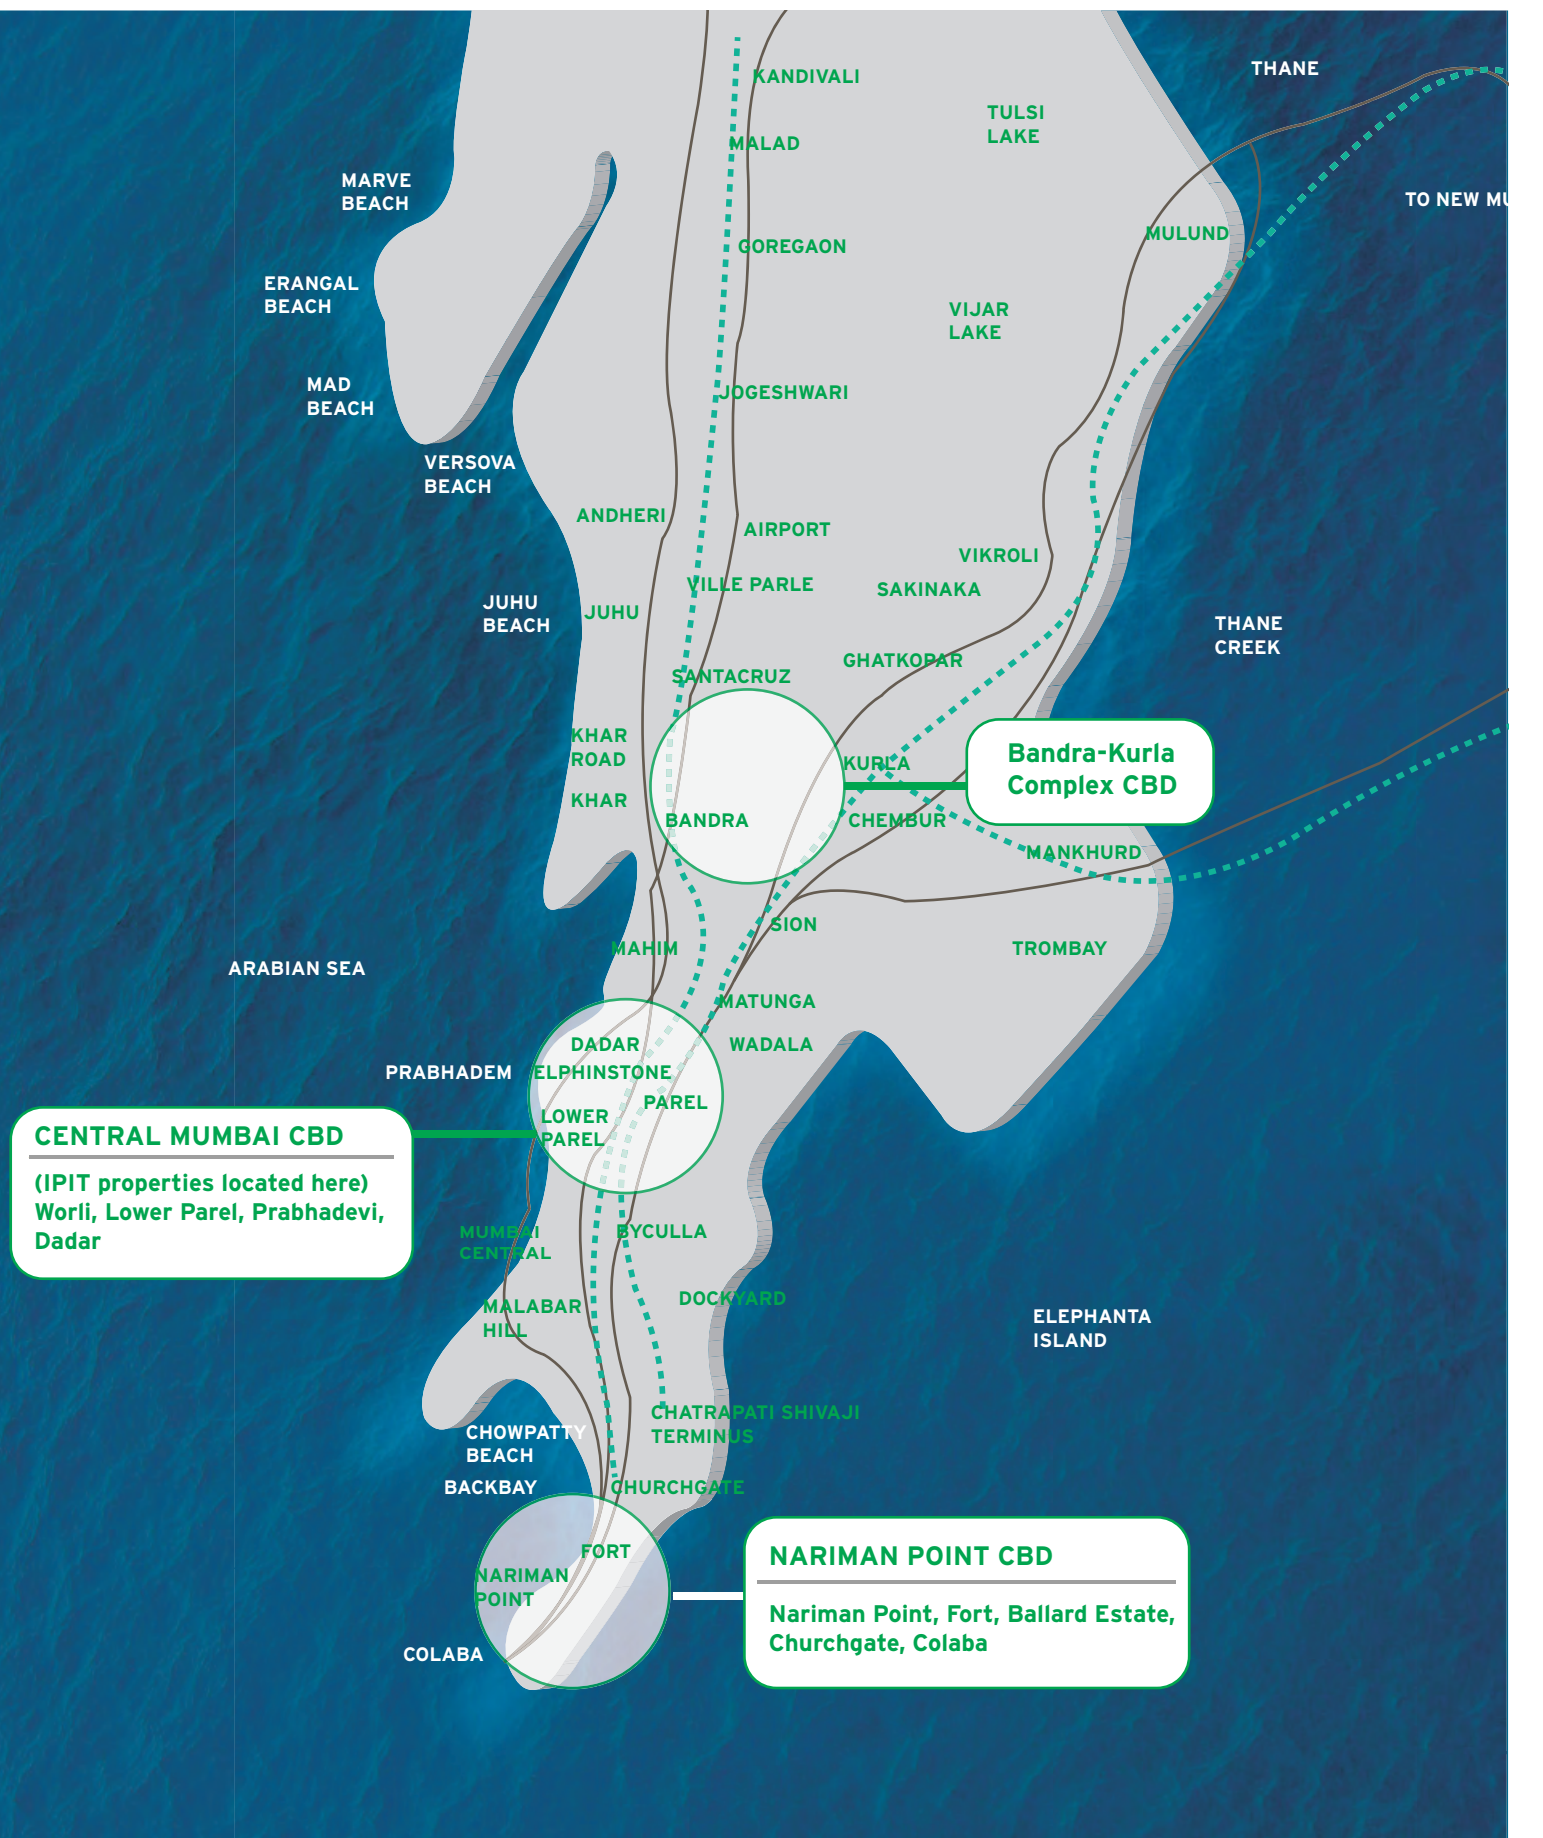 THANE
KANDIVALI
TULSI
LAKE
MALAD
MARVE
BEACH
TO NEW MU
MULUND
GOREGAON
ERANGAL
BEACH
VIJAR
LAKE
MAD
BEACH
JOGESHWARI
VERSOVA
BEACH
ANDHERI
AIRPORT
VIKROLI
VILLE PARLE
SAKINAKA
JUHU
BEACH
JUHU
THANE
CREEK
GHATKOPAR
SANTACRUZ
KHAR
ROAD
KURLA
Bandra-Kurla
Complex CBD
KHAR
BANDRA
CHEMBUR
MANKHURD
SION
MAHIM
TROMBAY
ARABIAN SEA
MATUNGA
DADAR
WADALA
PRABHADEM
ELPHINSTONE
PAREL
LOWER
PAREL
CENTRAL MUMBAI CBD
(IPIT properties located here)
Worli, Lower Parel, Prabhadevi,
Dadar
MUMBAI
CENTRAL
BYCULLA
DOCKYARD
MALABAR
HILL
ELEPHANTA
ISLAND
CHATRAPATI SHIVAJI
TERMINUS
CHOWPATTY
BEACH
BACKBAY
CHURCHGATE
FORT
NARIMAN
POINT
NARIMAN POINT CBD
Nariman Point, Fort, Ballard Estate,
Churchgate, Colaba
COLABA